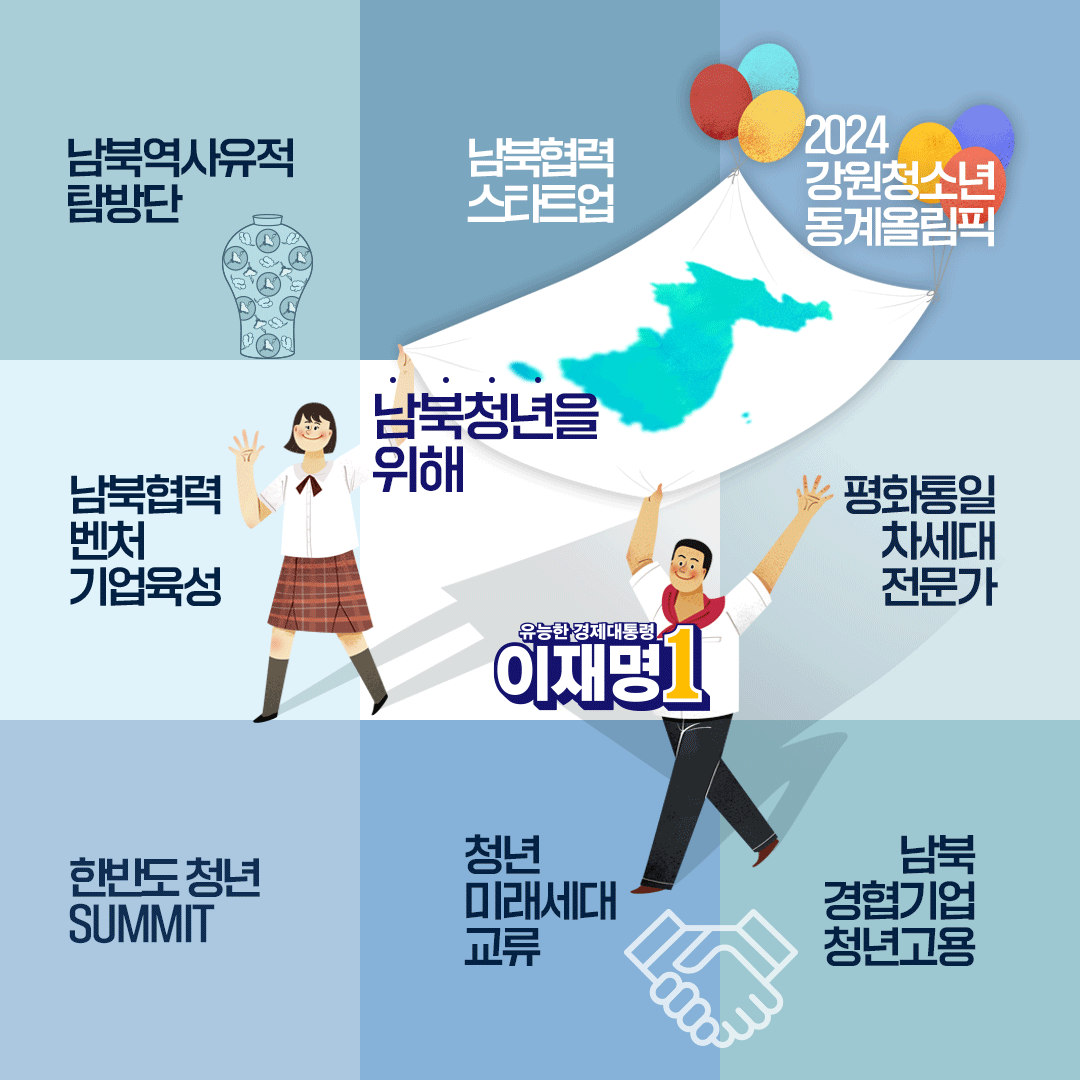 남북역사유적
탐방단
남북협력
스타트업
2024
강원청소년
동계올림픽
남북청년을
위해
남북협력
벤처
기업육성
평화통일
차세대
전문가
유능한 경제대통령
이재명1
한반도 청년
SUMMIT
청년
미래세대
교류
남북
경협기업
청년고용